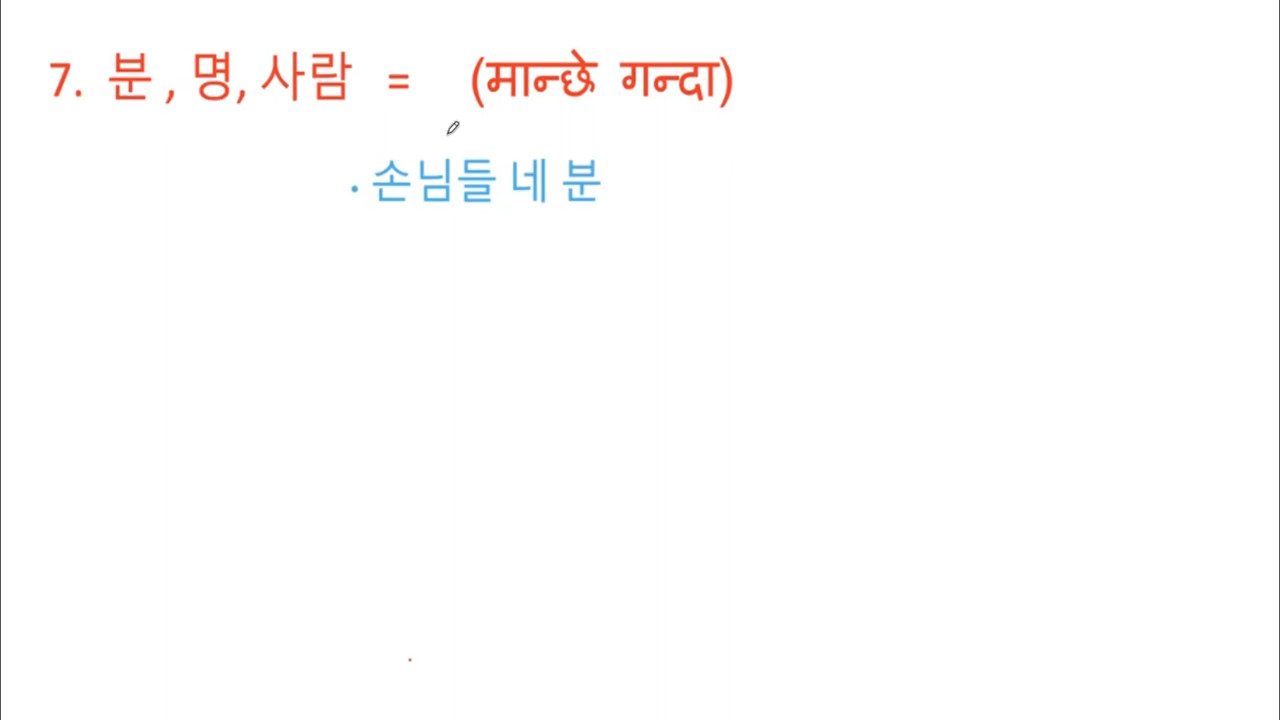 7. 분 , 명, 사람 = (मान्छे गन्दा)
· 손님들 네 분